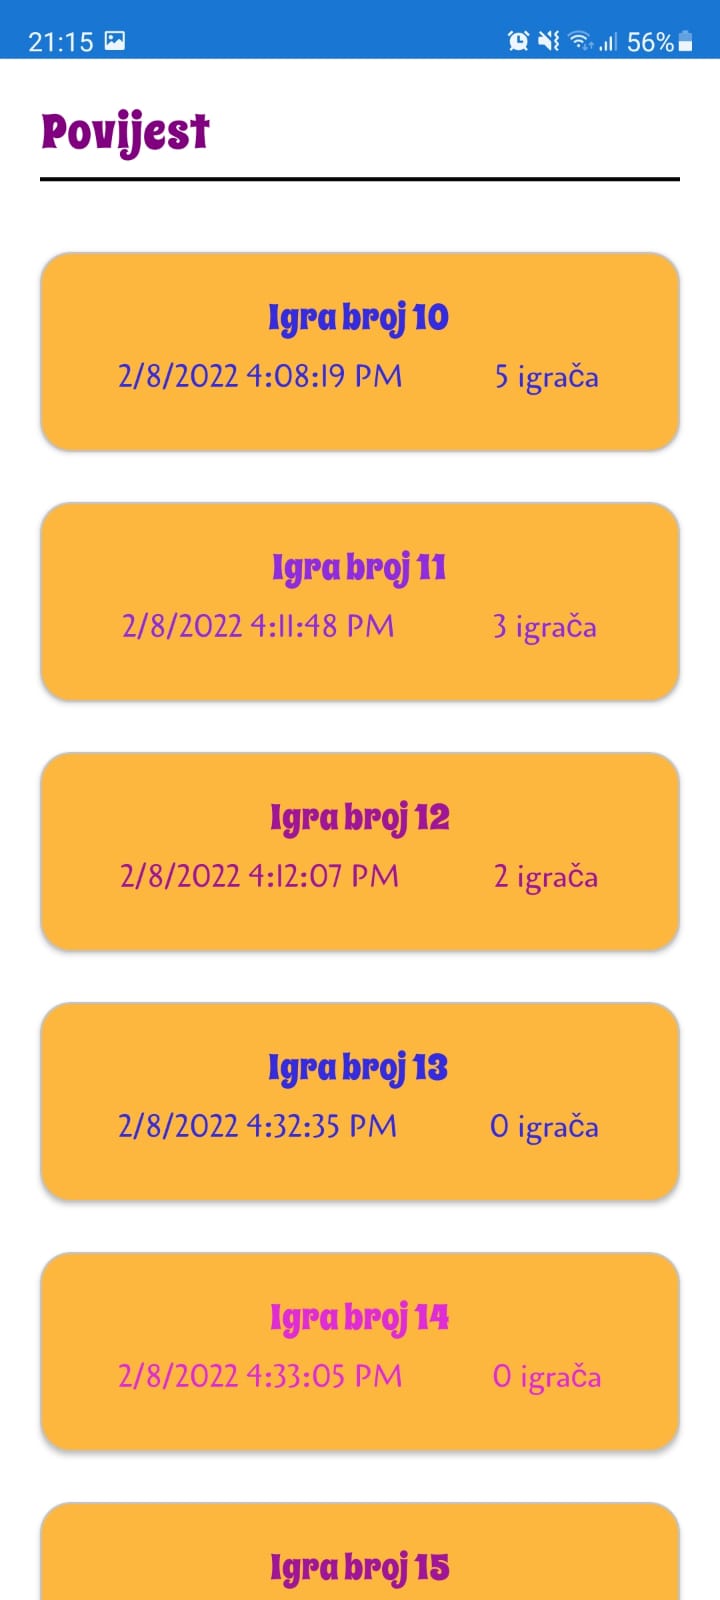 21:15 56%
Povijest
Igra broj 10
2/8/2022 4:08:19 PM 5 igrača
Igra broj 11
2/8/2022 4:11:48 PM 3 igrača
Igra broj 12
2/8/2022 4:12:07 PM 2 igrača
Igra broj 13
2/8/2022 4:32:35 PM 0 igrača
Igra broj 14
2/8/2022 4:33:05 PM 0 igrača
Igra broj 15